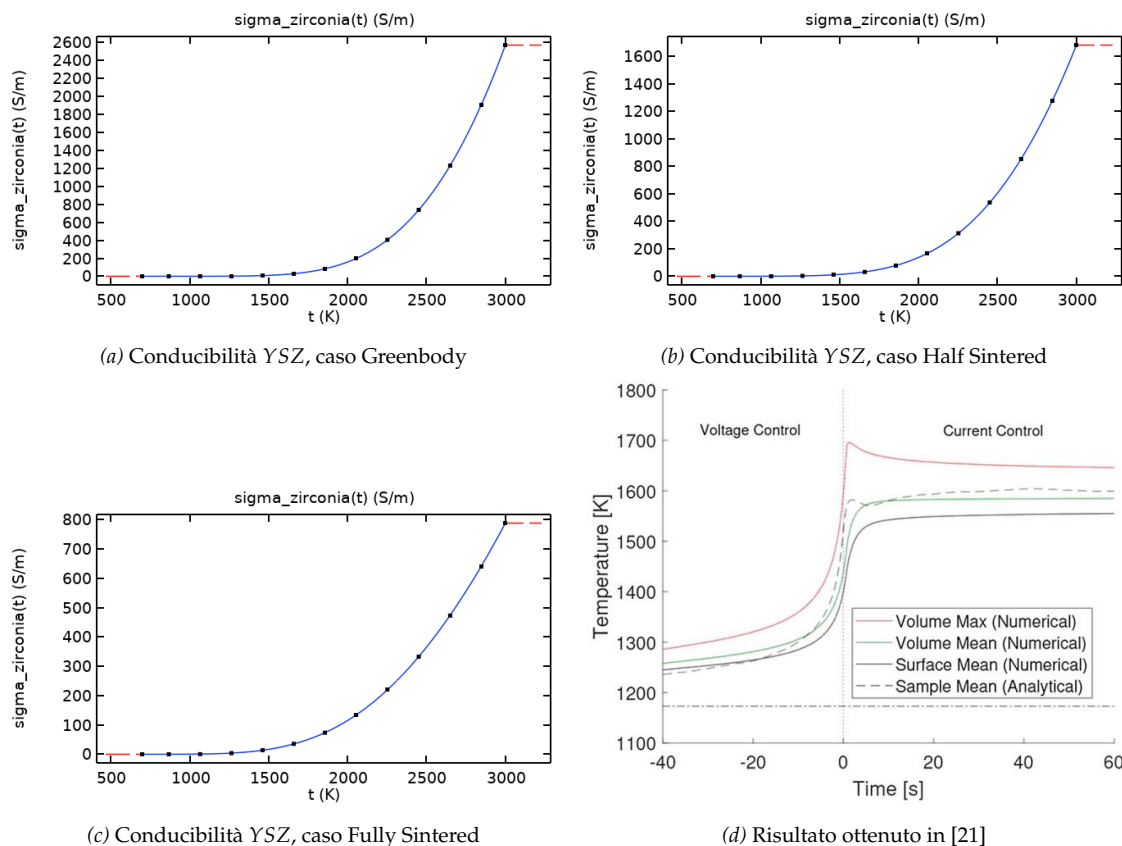 sigma_zirconia(t) (S/m)
sigma_zirconia(t) (S/m)
2600
2400
2200
2000
1800
1600
1400
1200
1000
800
600
400
200
0
500 1000 1500 2000 2500 3000
t (K)
(a) Conducibilità YSZ, caso Greenbody
sigma_zirconia(t) (S/m)
sigma_zirconia(t) (S/m)
1600
1400
1200
1000
800
600
400
200
0
500 1000 1500 2000 2500 3000
t (K)
(b) Conducibilità YSZ, caso Half Sintered
sigma_zirconia(t) (S/m)
sigma_zirconia(t) (S/m)
800
700
600
500
400
300
200
100
0
500 1000 1500 2000 2500 3000
t (K)
(c) Conducibilità YSZ, caso Fully Sintered
1800
1700
1600
1500
1400
1300
1200
1100
Temperature [K]
Voltage Control
Current Control
Volume Max (Numerical)
Volume Mean (Numerical)
Surface Mean (Numerical)
Sample Mean (Analytical)
-40 -20 0 20 40 60
Time [s]
(d) Risultato ottenuto in [21]